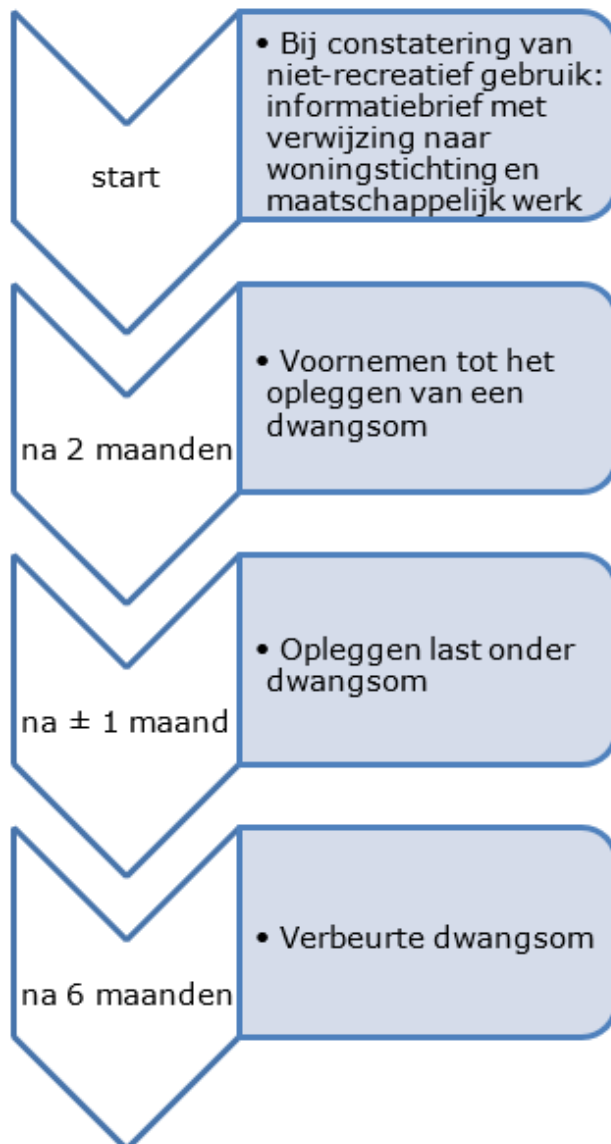 start
• Bij constatering van
niet-recreatief gebruik:
informatiebrief met
verwijzing naar
woningstichting en
maatschappelijk werk
na 2 maanden
• Voornemen tot het
opleggen van een
dwangsom
na ± 1 maand
• Opleggen last onder
dwangsom
na 6 maanden
• Verbeurte dwangsom